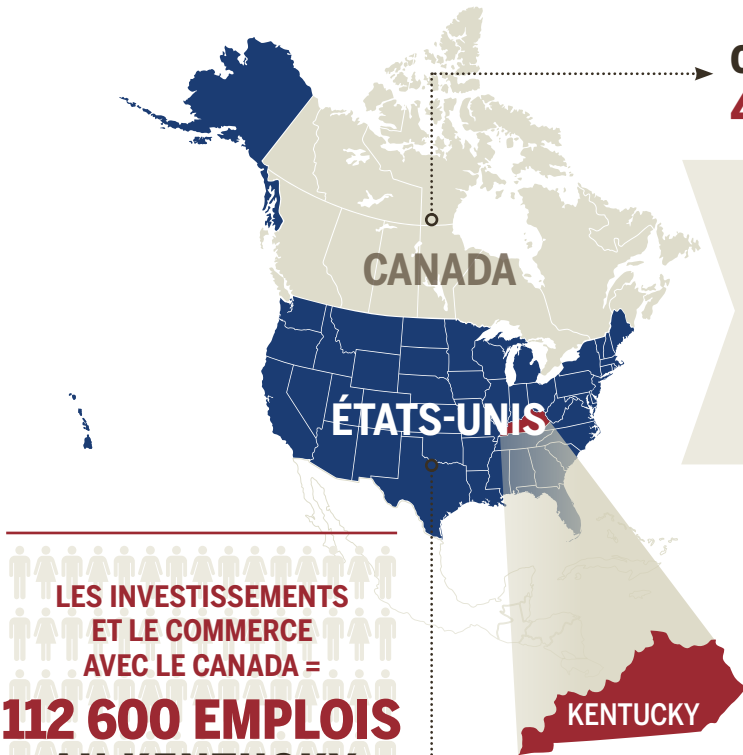 CANADA
ÉTATS-UNIS
LES INVESTISSEMENTS
ET LE COMMERCE
AVEC LE CANADA =
112 600 EMPLOIS
KENTUCKY